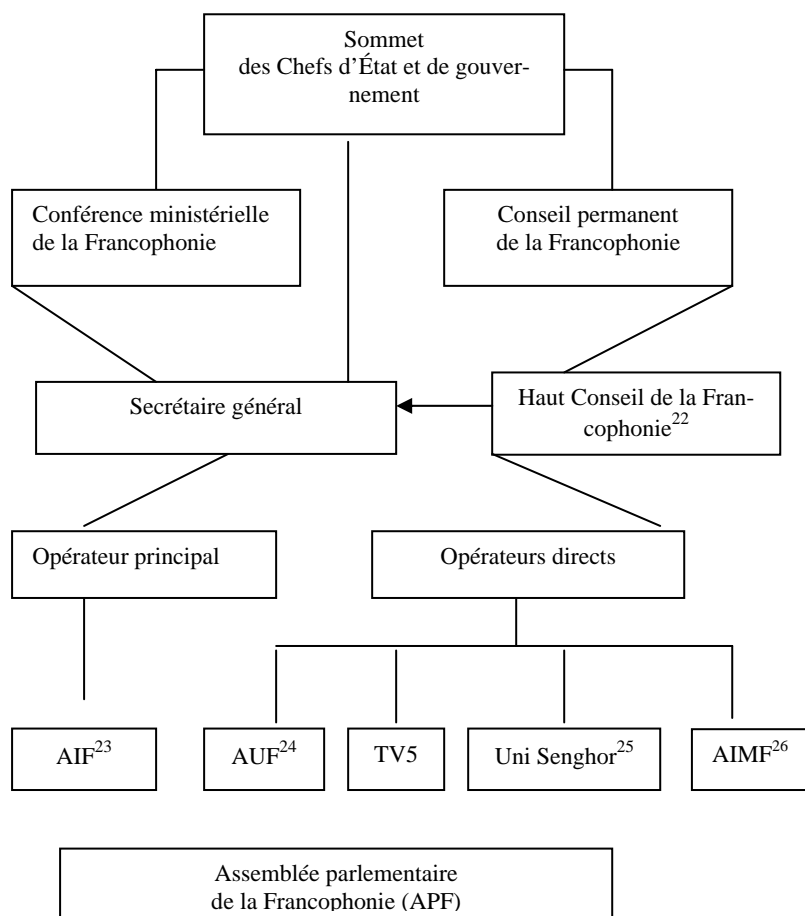 Sommet
des Chefs d'État et de gouver-
nement
Conférence ministérielle
de la Francophonie
Conseil permanent
de la Francophonie
Secrétaire général
Haut Conseil de la Fran-
cophonie22
Opérateur principal
Opérateurs directs
AIF23
AUF24
TV5
Uni Senghor25
AIMF26
Assemblée parlementaire
de la Francophonie (APF)